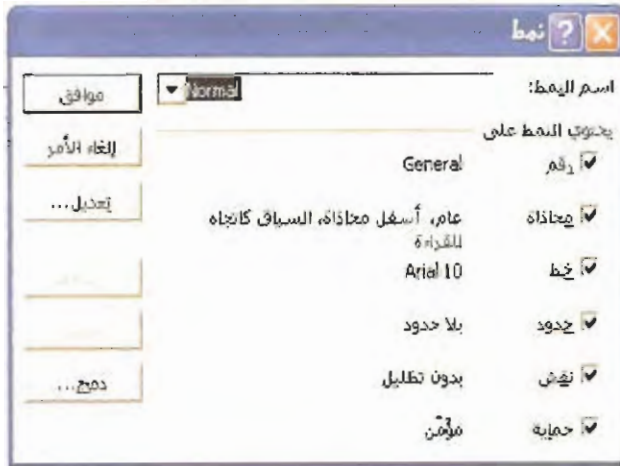 نمط
اسم النمط: Normal
موافق
يحتوي النمط على
إلغاء الأمر
رقم General
تعديل...
محاذاة عام، أسفل محاذاة، السياق كاتجاه
للقراءة
خط Arial 10
حدود بلا حدود
نقش بدون تظليل
دمج...
حماية مؤمّن